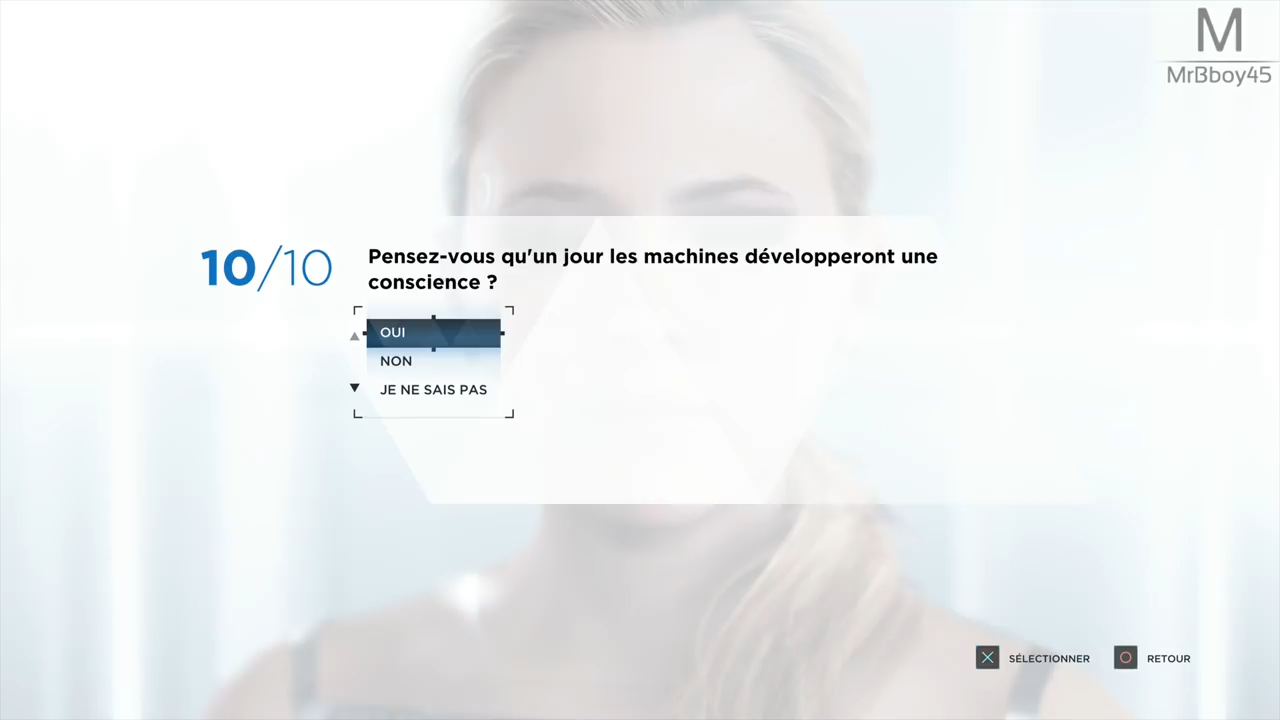 M
MrBboy45
10/10
Pensez-vous qu'un jour les machines développeront une
conscience ?
OUI
NON
JE NE SAIS PAS
SÉLECTIONNER
RETOUR